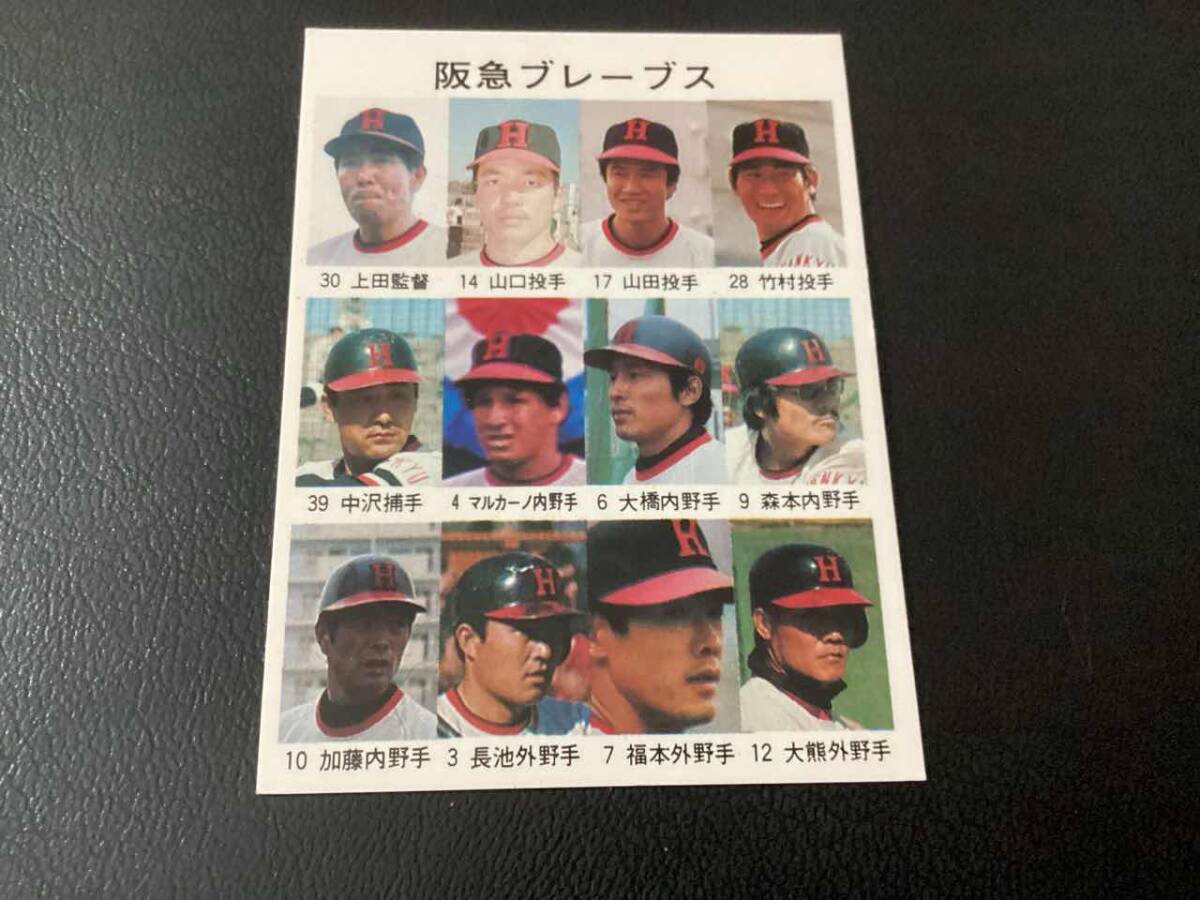 阪急ブレーブス
30 上田監督 14 山口投手 17 山田投手 28 竹村投手
39 中沢捕手 4 マルカーノ内野手 6 大橋内野手 9 森本内野手
10 加藤内野手 3 長池外野手 7 福本外野手 12 大熊外野手